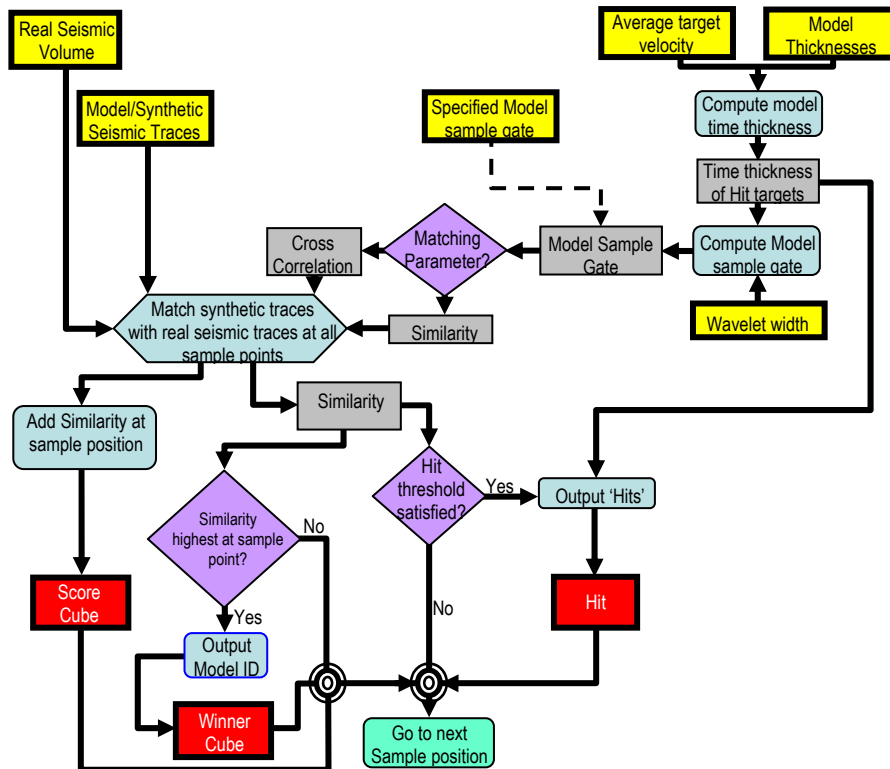 Real Seismic
Volume
Average target
velocity
Model
Thicknesses
Model/Synthetic
Seismic Traces
Specified Model
sample gate
Compute model
time thickness
Time thickness
of Hit targets
Cross
Correlation
Matching
Parameter?
Model Sample
Gate
Compute Model
sample gate
Match synthetic traces
with real seismic traces at all
sample points
Similarity
Wavelet width
Add Similarity at
sample position
Similarity
Hit
threshold
satisfied?
Yes
Output ‘Hits’
Similarity
highest at sample
point?
No
Score
Cube
Hit
No
Yes
Output
Model ID
Winner
Cube
Go to next
Sample position